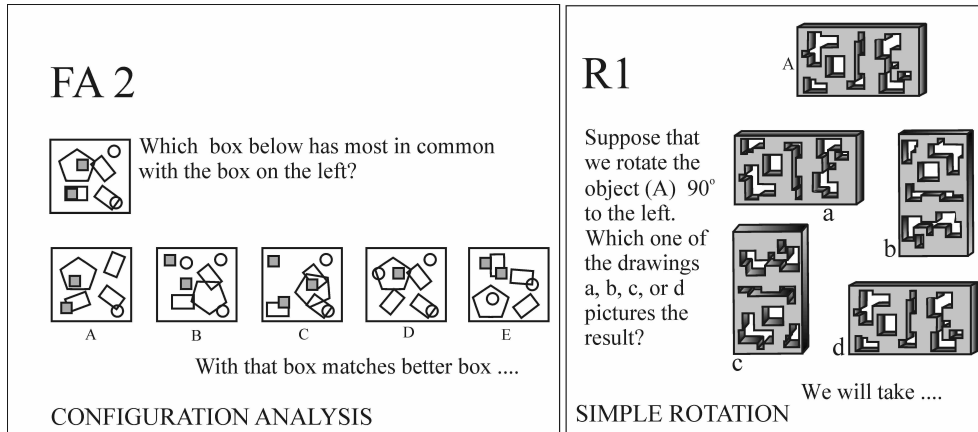 FA 2
Which box below has most in common
with the box on the left?
A
B
C
D
E
With that box matches better box ....
CONFIGURATION ANALYSIS
R1
A
Suppose that
we rotate the
object (A) 90°
to the left.
Which one of
the drawings
a, b, c, or d
pictures the
result?
a
b
c
d
We will take ....
SIMPLE ROTATION